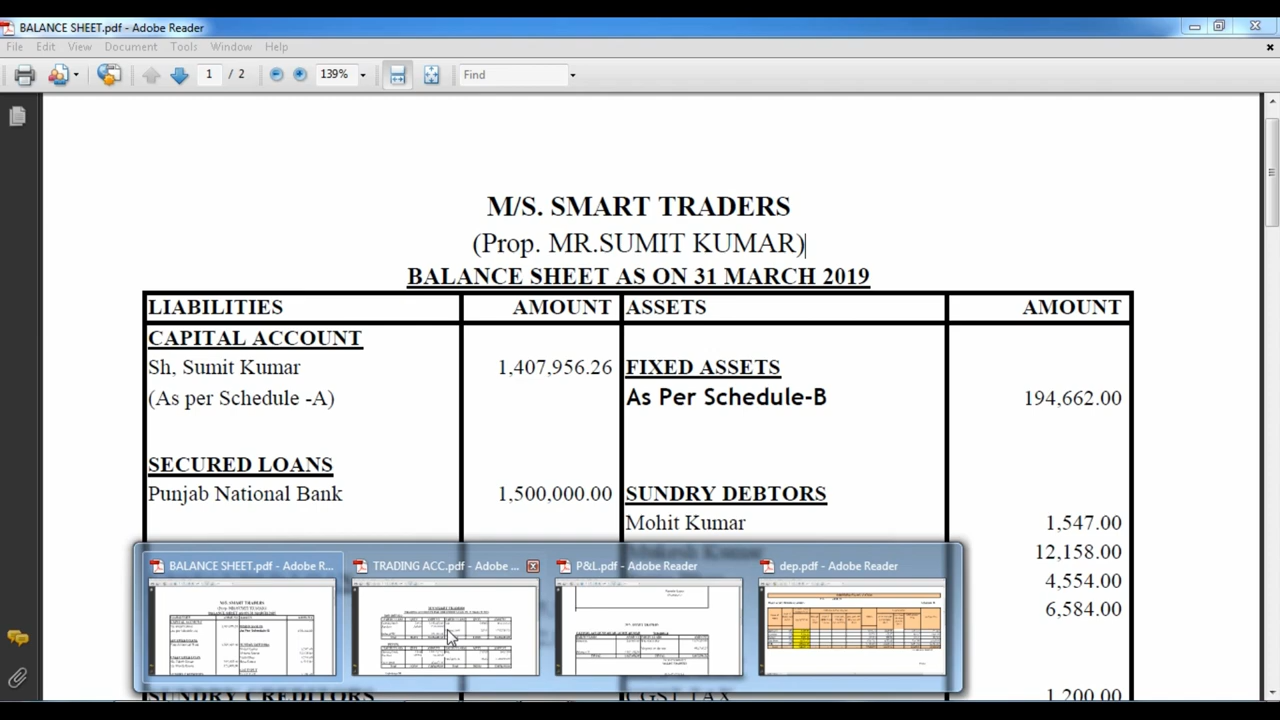 BALANCE SHEET.pdf - Adobe Reader
File Edit View Document Tools Window Help
1 / 2 139% Find
M/S. SMART TRADERS
(Prop. MR.SUMIT KUMAR)
BALANCE SHEET AS ON 31 MARCH 2019
LIABILITIES AMOUNT ASSETS AMOUNT
CAPITAL ACCOUNT
Sh, Sumit Kumar 1,407,956.26 FIXED ASSETS
(As per Schedule -A) As Per Schedule-B 194,662.00
SECURED LOANS
Punjab National Bank 1,500,000.00 SUNDRY DEBTORS
Mohit Kumar 1,547.00
12,158.00
BALANCE SHEET.pdf - Adobe R... TRADING ACC.pdf - Adobe ... P&L.pdf - Adobe Reader dep.pdf - Adobe Reader
4,554.00
6,584.00
SUNDRY CREDITORS CGST TAX 1,200.00